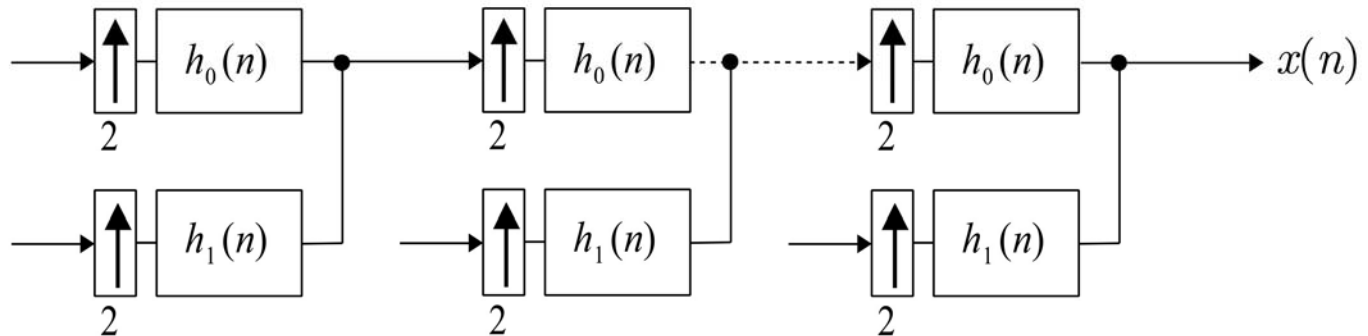 h₀(n) h₀(n) h₀(n) x(n)
2 2 2
h₁(n) h₁(n) h₁(n)
2 2 2